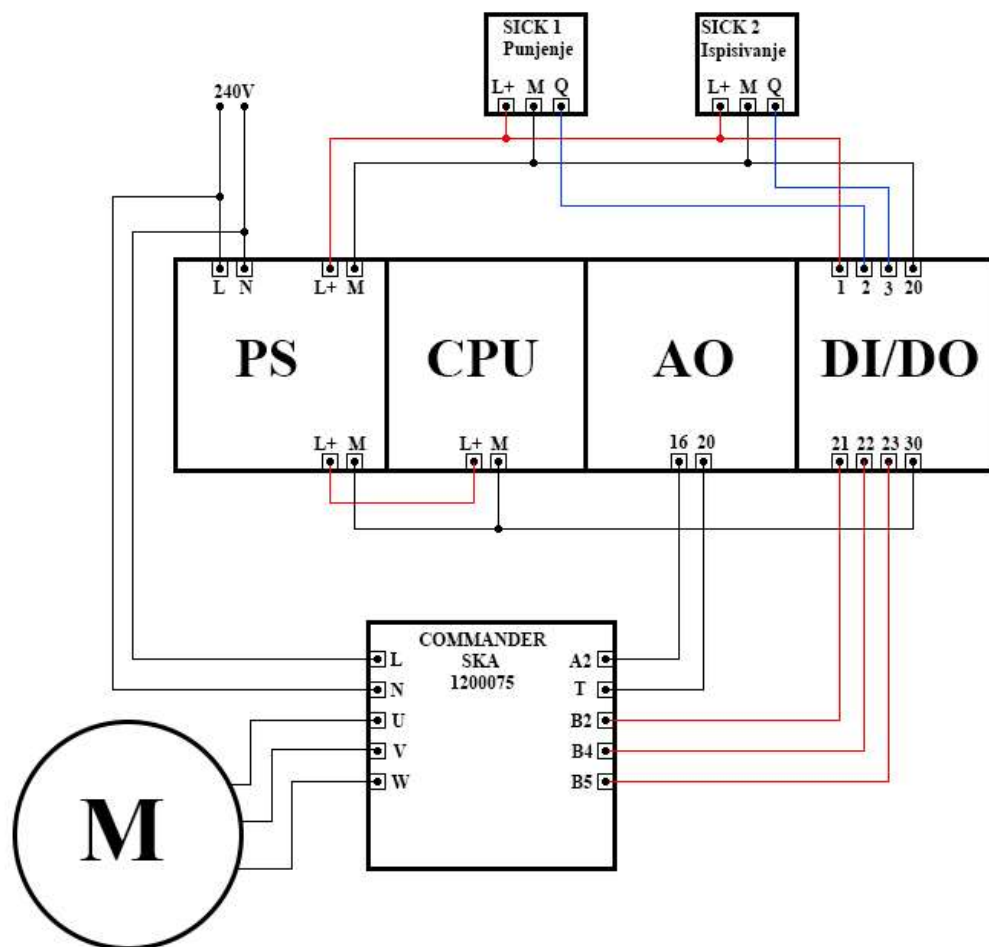 SICK 1
Punjenje
L+ M Q
SICK 2
Ispisivanje
L+ M Q
240V
L N L+ M
1 2 3 20
PS
CPU
AO
DI/DO
L+ M
L+ M
16 20
21 22 23 30
COMMANDER
SKA
1200075
L
N
U
V
W
A2
T
B2
B4
B5
M